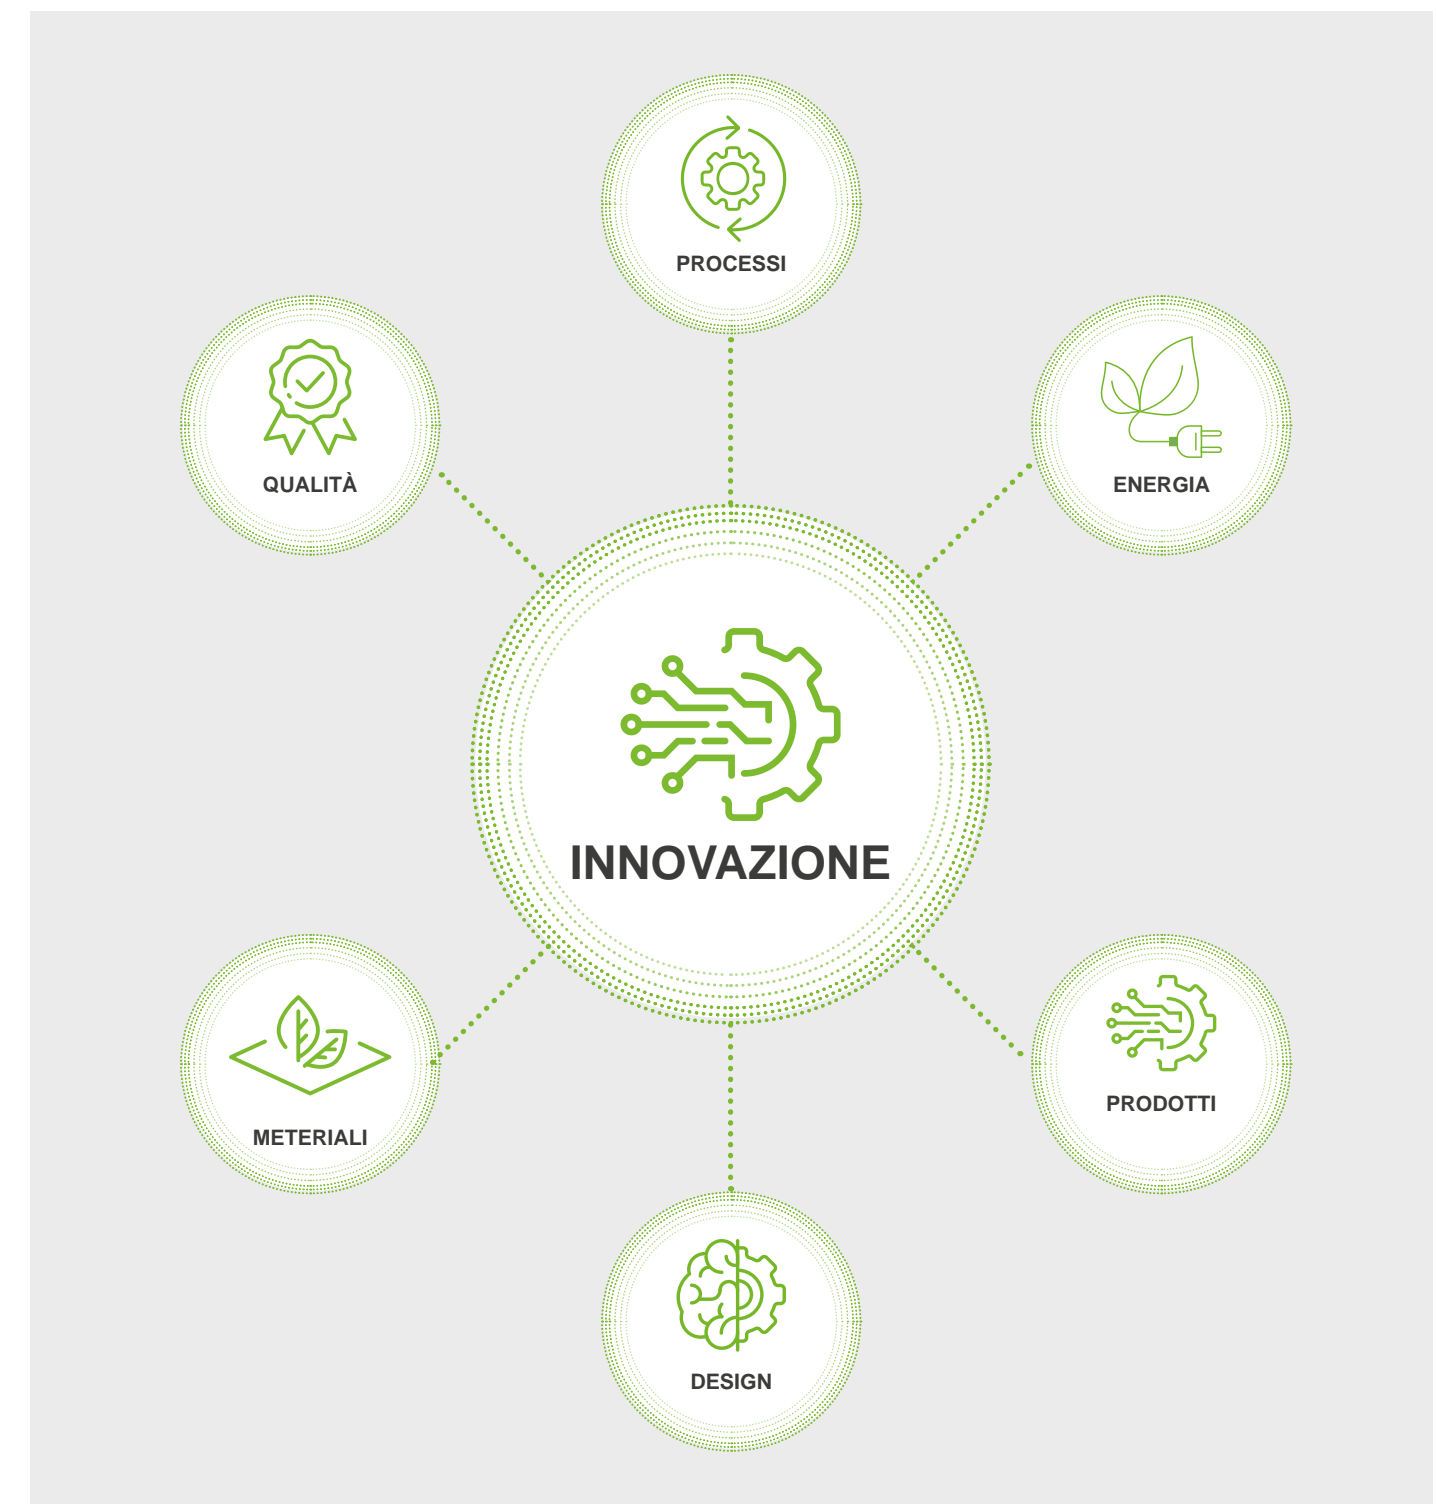 PROCESSI
QUALITÀ
ENERGIA
INNOVAZIONE
METERIALI
PRODOTTI
DESIGN